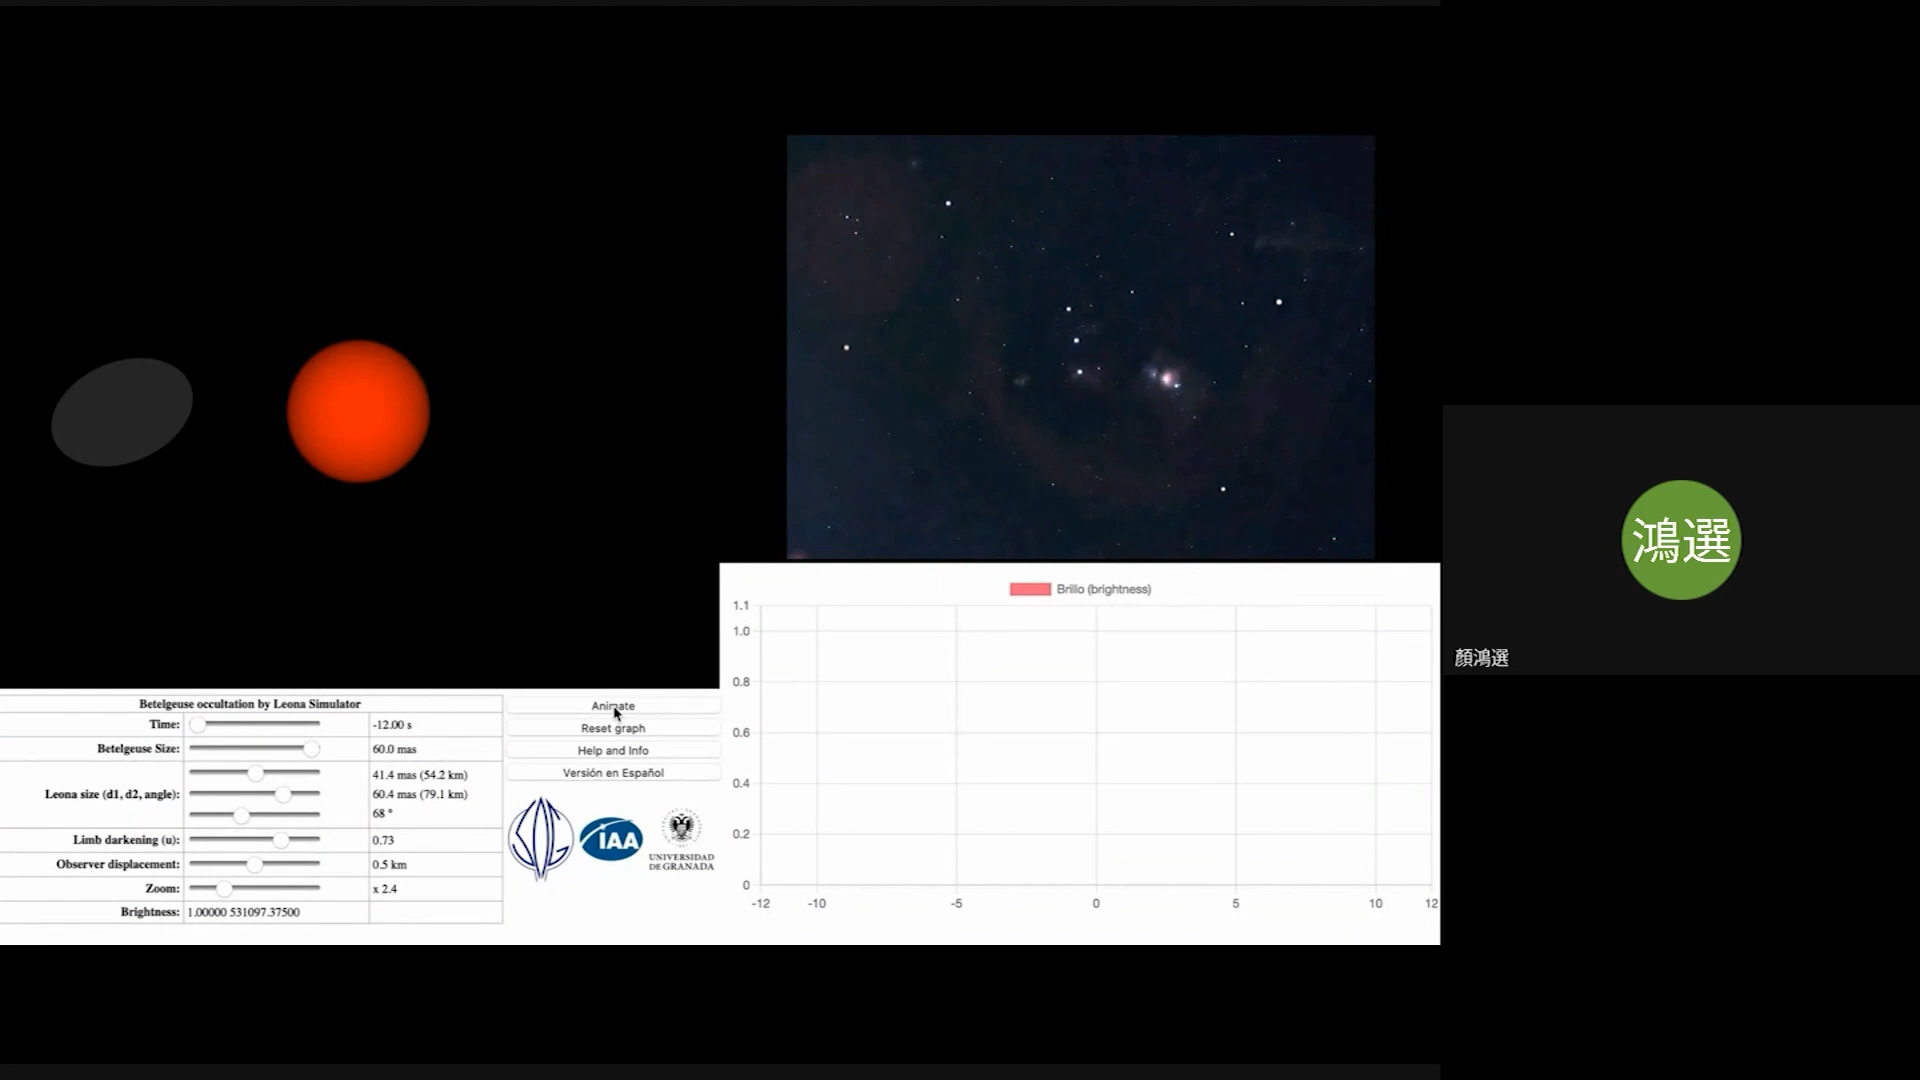 Brillo (brightness)
1.1
1.0
0.8
0.6
0.4
0.2
0
-12 -10 -5 0 5 10 12
Betelgeuse occultation by Leona Simulator
Time: -12.00 s
Betelgeuse Size: 60.0 mas
Leona size (d1, d2, angle): 41.4 mas (54.2 km)
60.4 mas (79.1 km)
68 °
Limb darkening (u): 0.73
Observer displacement: 0.5 km
Zoom: x 2.4
Brightness: 1.00000 531097.37500
Animate
Reset graph
Help and Info
Versión en Español
IAA
UNIVERSIDAD
DE GRANADA
鴻選
顏鴻選